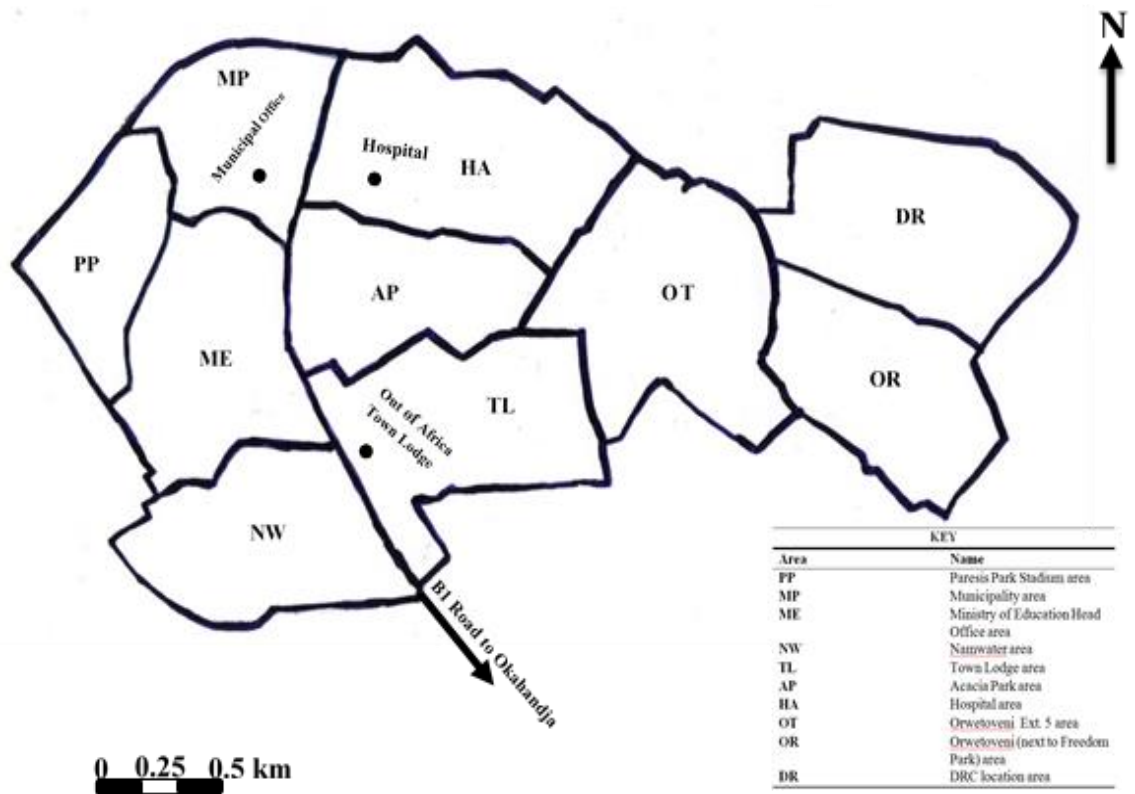 N
MP
Municipal Office
Hospital
HA
DR
PP
AP
OT
ME
OR
Out of Africa
Town Lodge
TL
NW
B1 Road to Okahandja
0 0.25 0.5 km
KEY
Area Name
PP Paresis Park Stadium area
MP Municipality area
ME Ministry of Education Head
Office area
NW Namwater area
TL Town Lodge area
AP Acacia Park area
HA Hospital area
OT Orwetoveni Ext. 5 area
OR Orwetoveni (next to Freedom
Park) area
DR DRC location area